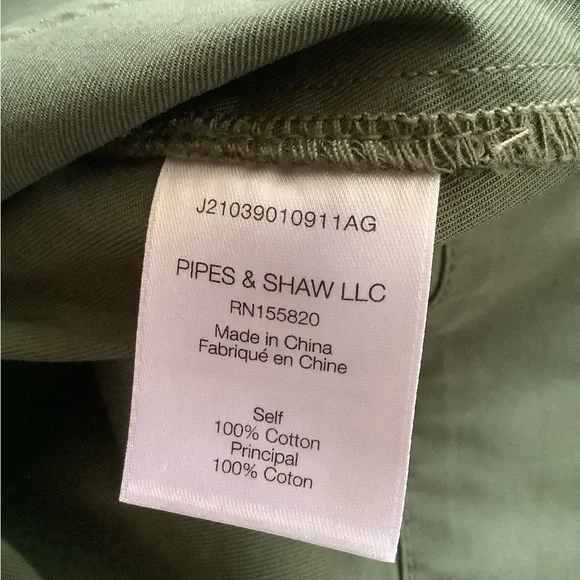 J21039010911AG
PIPES & SHAW LLC
RN155820
Made in China
Fabriqué en Chine
Self
100% Cotton
Principal
100% Coton